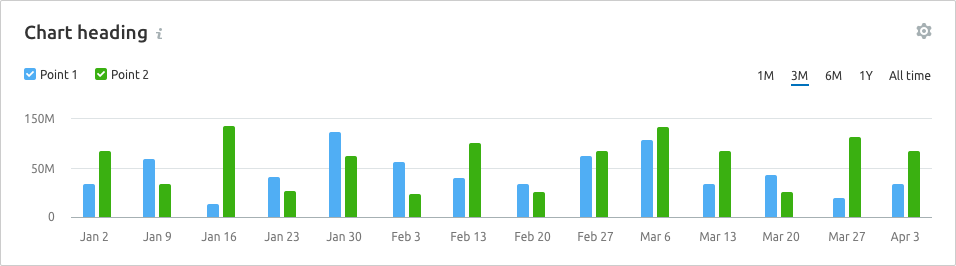 Chart heading i
Point 1 Point 2
1M 3M 6M 1Y All time
150M
50M
0
Jan 2 Jan 9 Jan 16 Jan 23 Jan 30 Feb 3 Feb 13 Feb 20 Feb 27 Mar 6 Mar 13 Mar 20 Mar 27 Apr 3